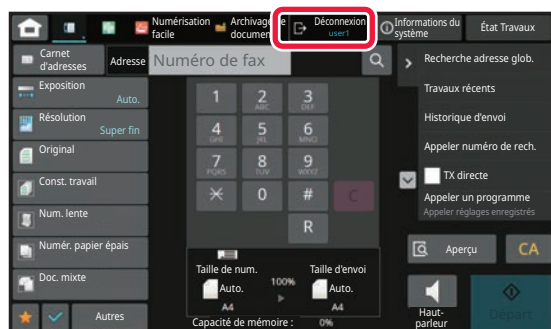 Numérisation facile
Archivage de documen
Déconnexion
user1
Informations du système
État Travaux
Carnet d'adresses
Adresse
Numéro de fax
Recherche adresse glob.
Exposition
Auto.
Travaux récents
Résolution
Super fin
Historique d'envoi
Original
Appeler numéro de rech.
Const. travail
TX directe
Num. lente
Appeler un programme
Appeler réglages enregistrés
Numér. papier épais
Aperçu
CA
Doc. mixte
Autres
1
2
ABC
3
DEF
4
GHI
5
JKL
6
MNO
7
PQRS
8
TUV
9
WXYZ
0
#
C
R
Taille de num.
Auto.
A4
100%
Taille d'envoi
Auto.
A4
Capacité de mémoire :
0%
Haut-parleur
Départ